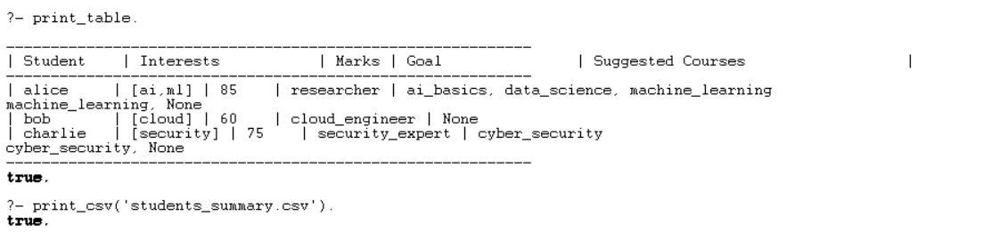 ?- print_table.
-----------------------------------------------------------
| Student    | Interests           | Marks | Goal               | Suggested Courses                  |
-----------------------------------------------------------
| alice      | [ai,ml] | 85    | researcher | ai_basics, data_science, machine_learning
machine_learning, None
| bob        | [cloud] | 60    | cloud_engineer | None
| charlie    | [security] | 75    | security_expert | cyber_security
cyber_security, None
-----------------------------------------------------------
true.
?- print_csv('students_summary.csv').
true.